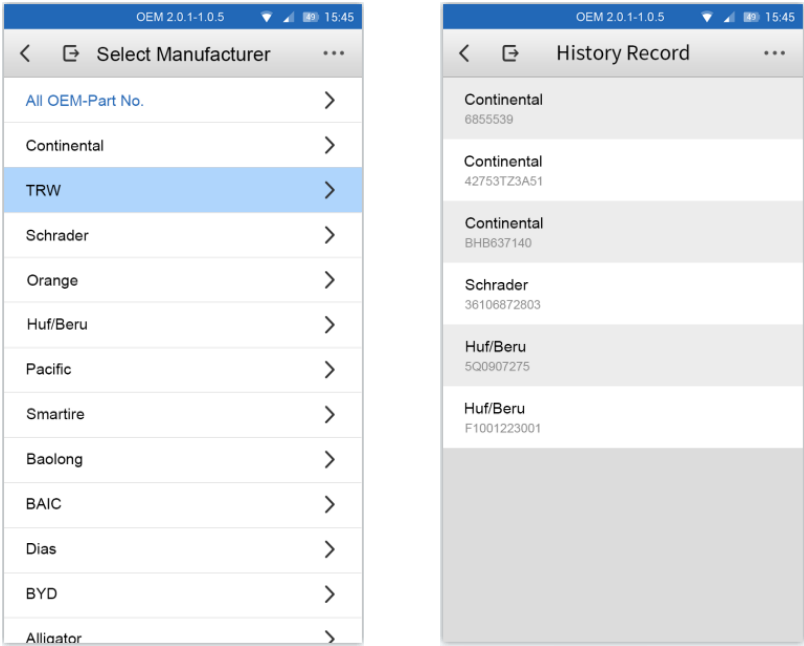 OEM 2.0.1-1.0.5 49 15:45
Select Manufacturer
All OEM-Part No.
Continental
TRW
Schrader
Orange
Huf/Beru
Pacific
Smartire
Baolong
BAIC
Dias
BYD
Alligator
OEM 2.0.1-1.0.5 49 15:45
History Record
Continental
6855539
Continental
42753TZ3A51
Continental
BHB637140
Schrader
36106872803
Huf/Beru
5Q0907275
Huf/Beru
F1001223001